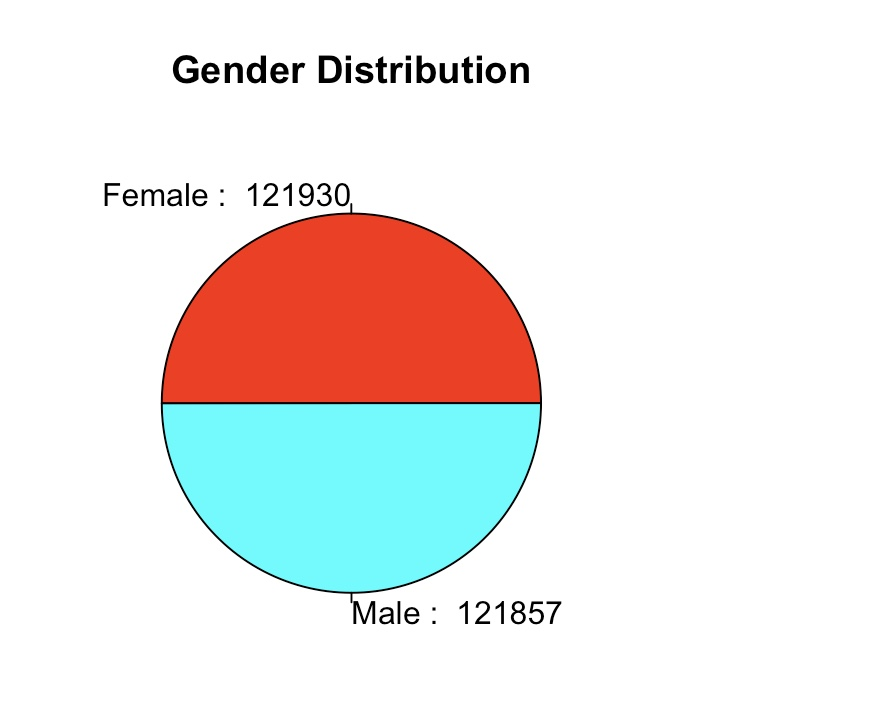 Gender Distribution
Female :  121930
Male :  121857